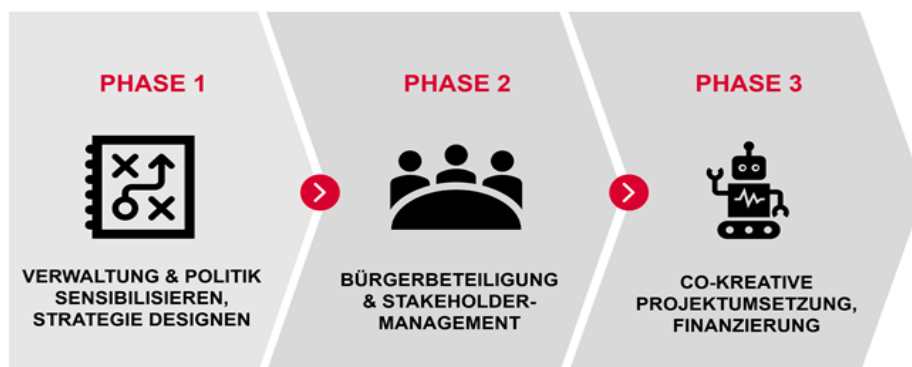 PHASE 1
VERWALTUNG & POLITIK
SENSIBILISIEREN,
STRATEGIE DESIGNEN
PHASE 2
BÜRGERBETEILIGUNG
& STAKEHOLDER-
MANAGEMENT
PHASE 3
CO-KREATIVE
PROJEKTUMSETZUNG,
FINANZIERUNG